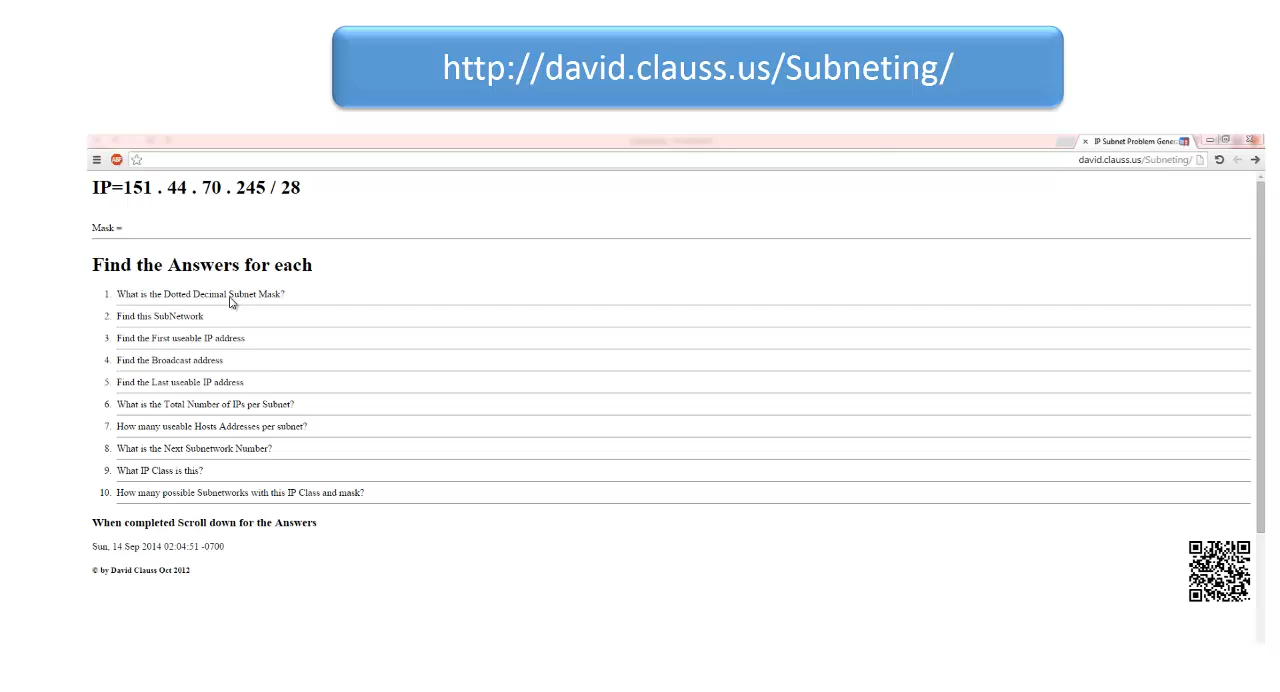 http://david.clauss.us/Subneting/
IP Subnet Problem Gener
david.clauss.us/Subneting/
IP=151 . 44 . 70 . 245 / 28
Mask =
Find the Answers for each
1. What is the Dotted Decimal Subnet Mask?
2. Find this SubNetwork
3. Find the First useable IP address
4. Find the Broadcast address
5. Find the Last useable IP address
6. What is the Total Number of IPs per Subnet?
7. How many useable Hosts Addresses per subnet?
8. What is the Next Subnetwork Number?
9. What IP Class is this?
10. How many possible Subnetworks with this IP Class and mask?
When completed Scroll down for the Answers
Sun, 14 Sep 2014 02:04:51 -0700
© by David Clauss Oct 2012